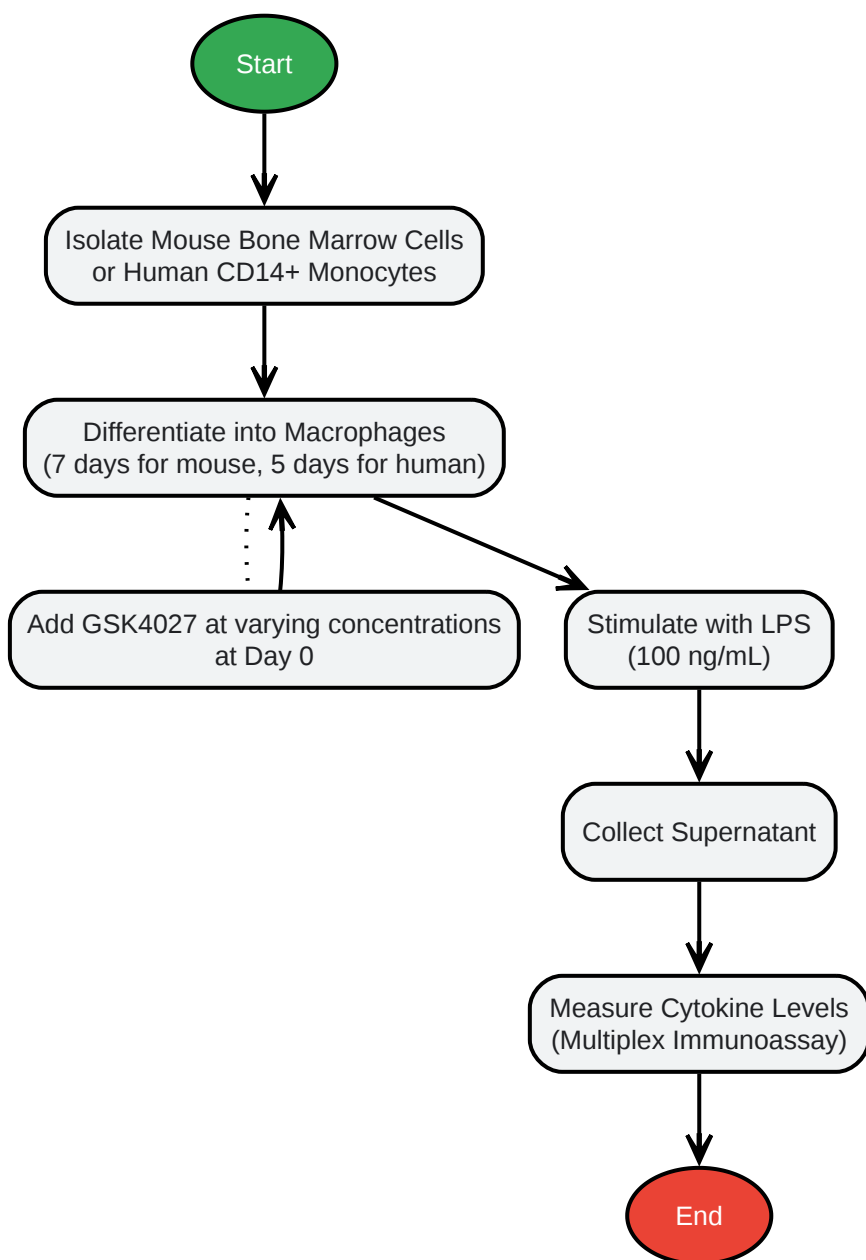 Start
Isolate Mouse Bone Marrow Cells
or Human CD14+ Monocytes
Differentiate into Macrophages
(7 days for mouse, 5 days for human)
Add GSK4027 at varying concentrations
at Day 0
Stimulate with LPS
(100 ng/mL)
Collect Supernatant
Measure Cytokine Levels
(Multiplex Immunoassay)
End